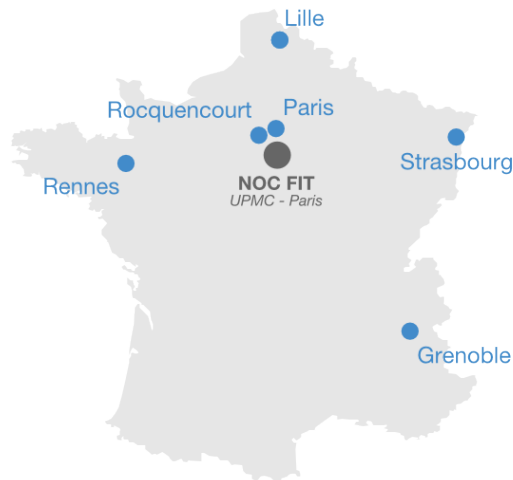 Lille
Rocquencourt
Paris
Strasbourg
Rennes
NOC FIT
UPMC - Paris
Grenoble